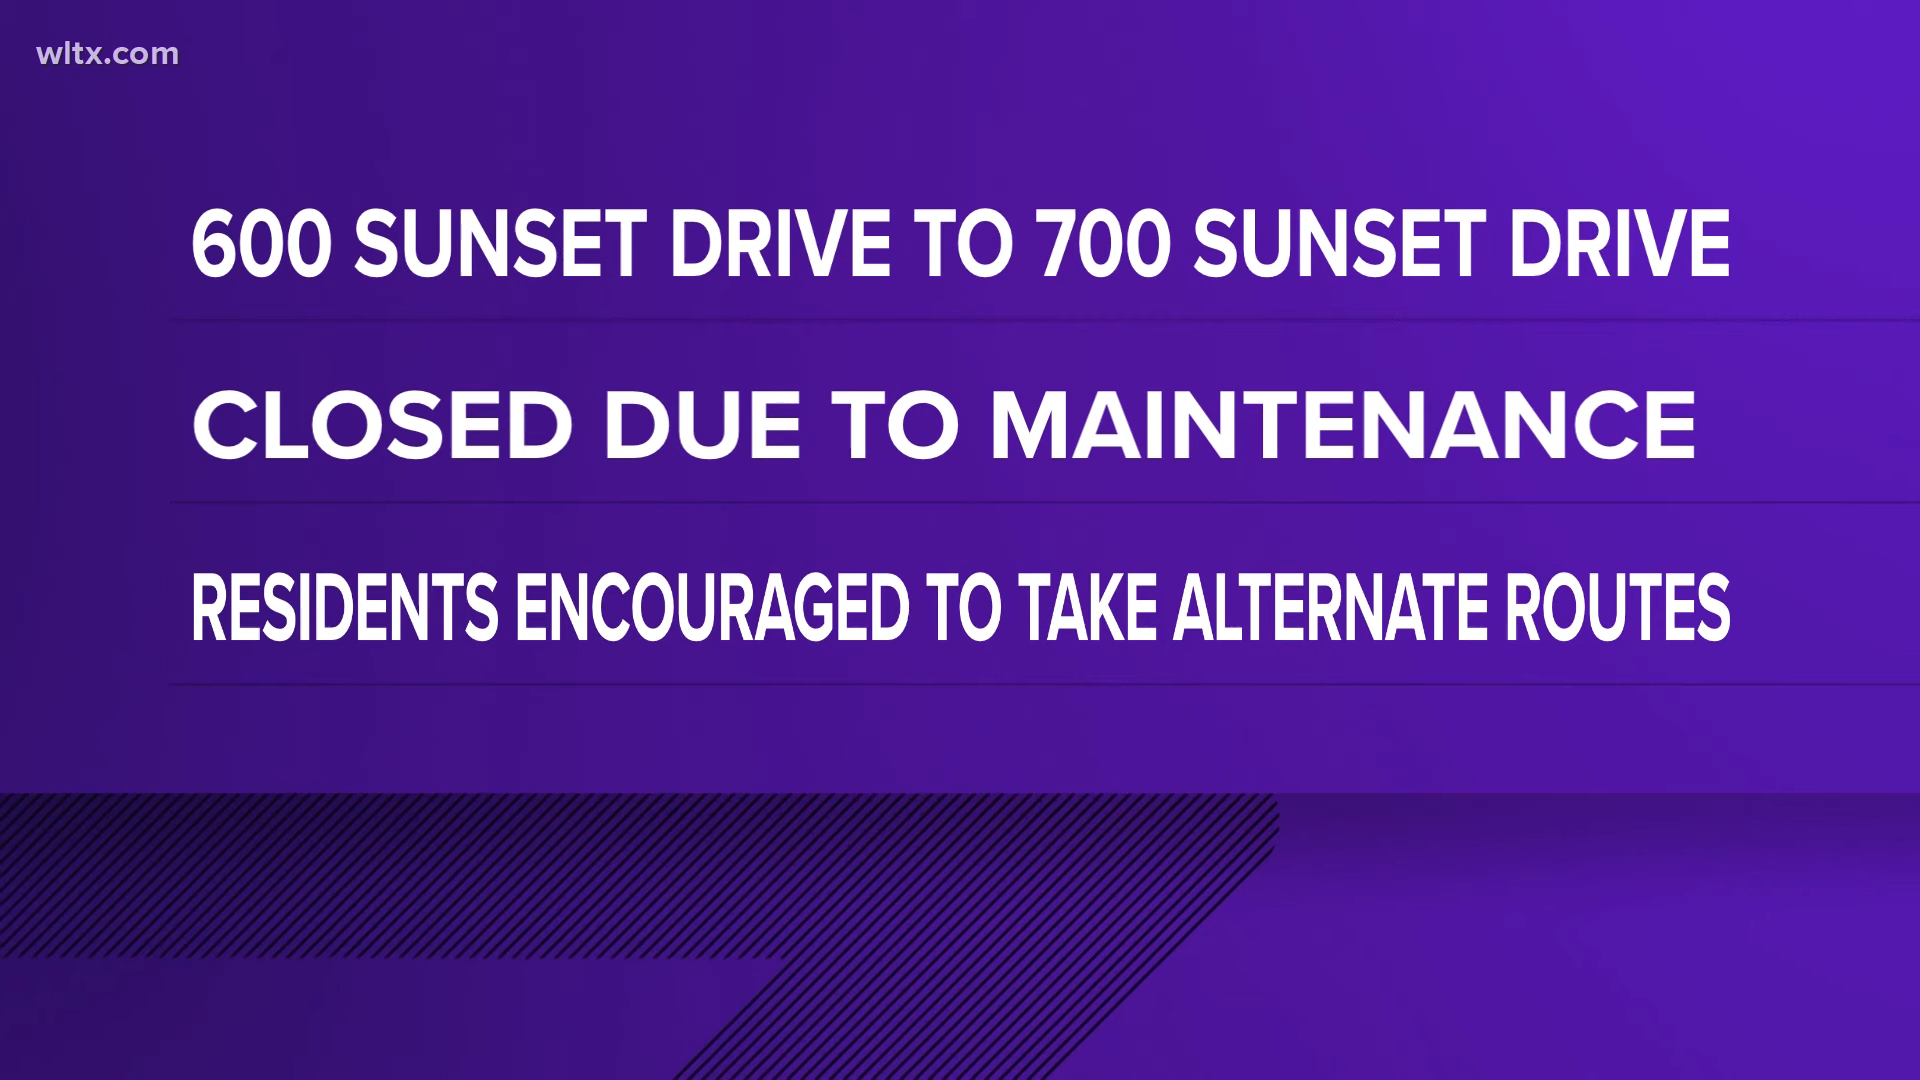 wltx.com
600 SUNSET DRIVE TO 700 SUNSET DRIVE
CLOSED DUE TO MAINTENANCE
RESIDENTS ENCOURAGED TO TAKE ALTERNATE ROUTES